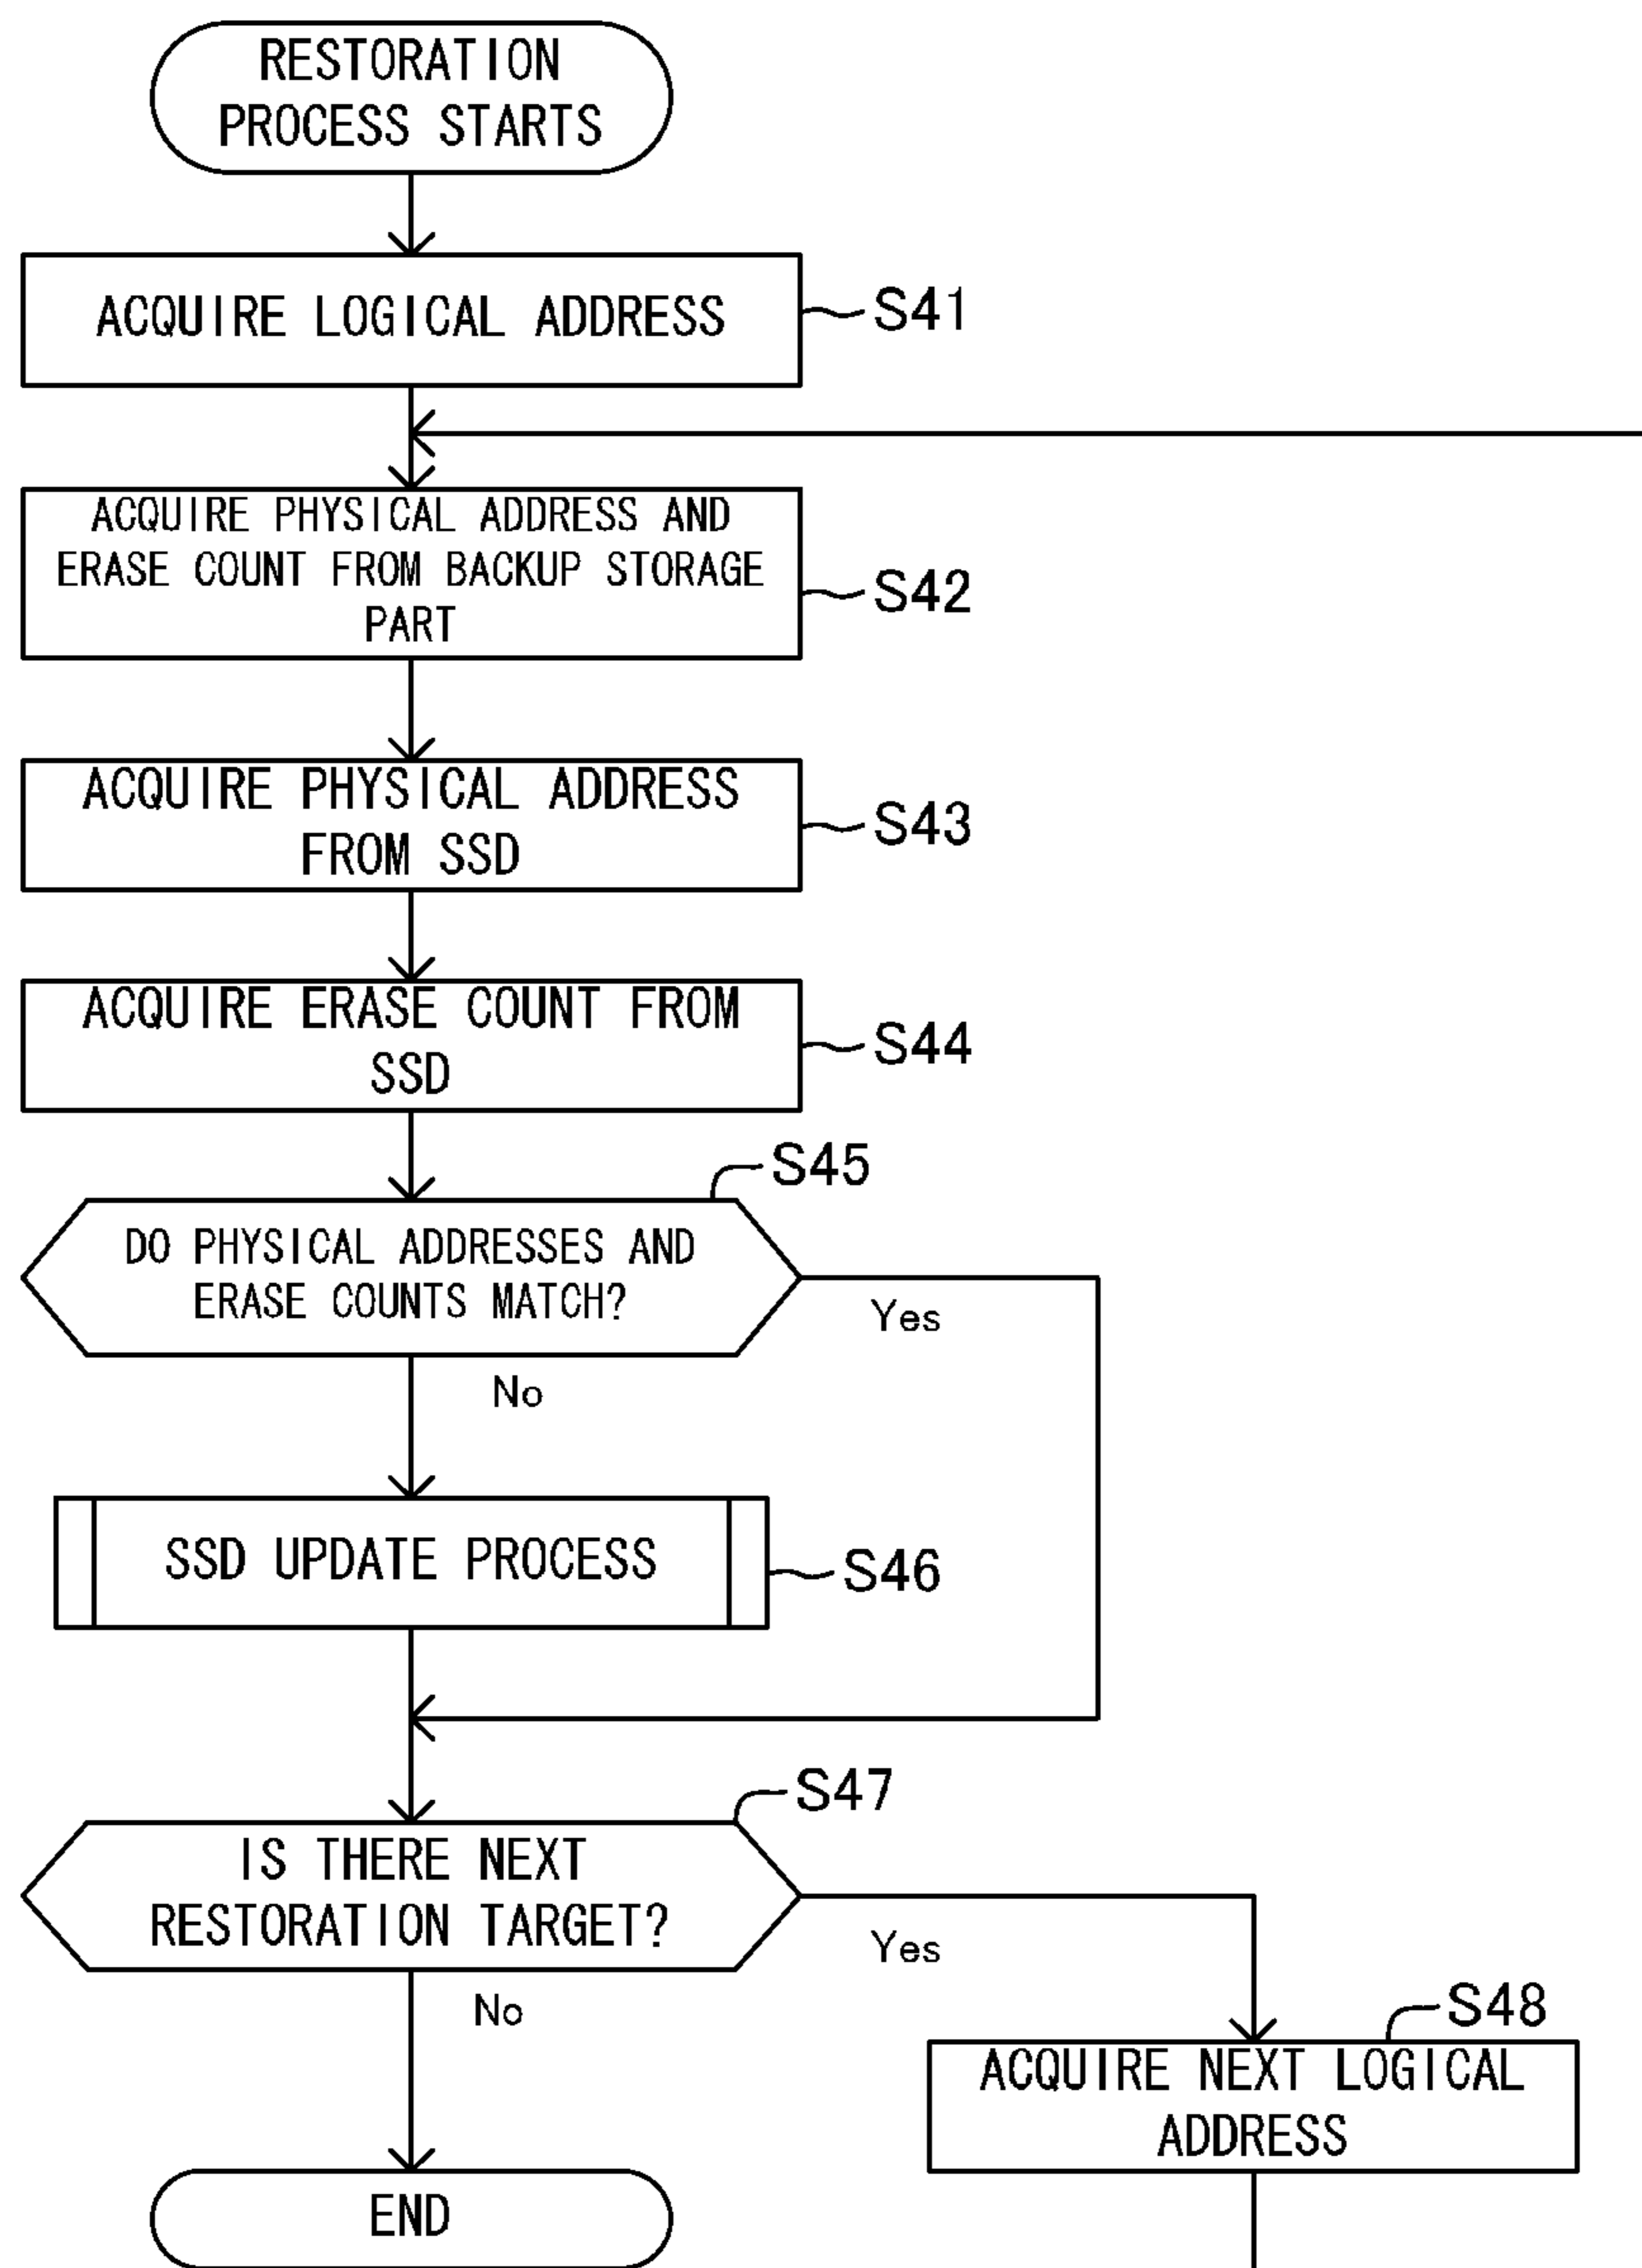 RESTORATION
PROCESS STARTS
ACQUIRE LOGICAL ADDRESS
S41
ACQUIRE PHYSICAL ADDRESS AND
ERASE COUNT FROM BACKUP STORAGE
PART
S42
ACQUIRE PHYSICAL ADDRESS
FROM SSD
S43
ACQUIRE ERASE COUNT FROM
SSD
S44
S45
DO PHYSICAL ADDRESSES AND
ERASE COUNTS MATCH?
Yes
No
SSD UPDATE PROCESS
S46
S47
IS THERE NEXT
RESTORATION TARGET?
Yes
No
S48
ACQUIRE NEXT LOGICAL
ADDRESS
END